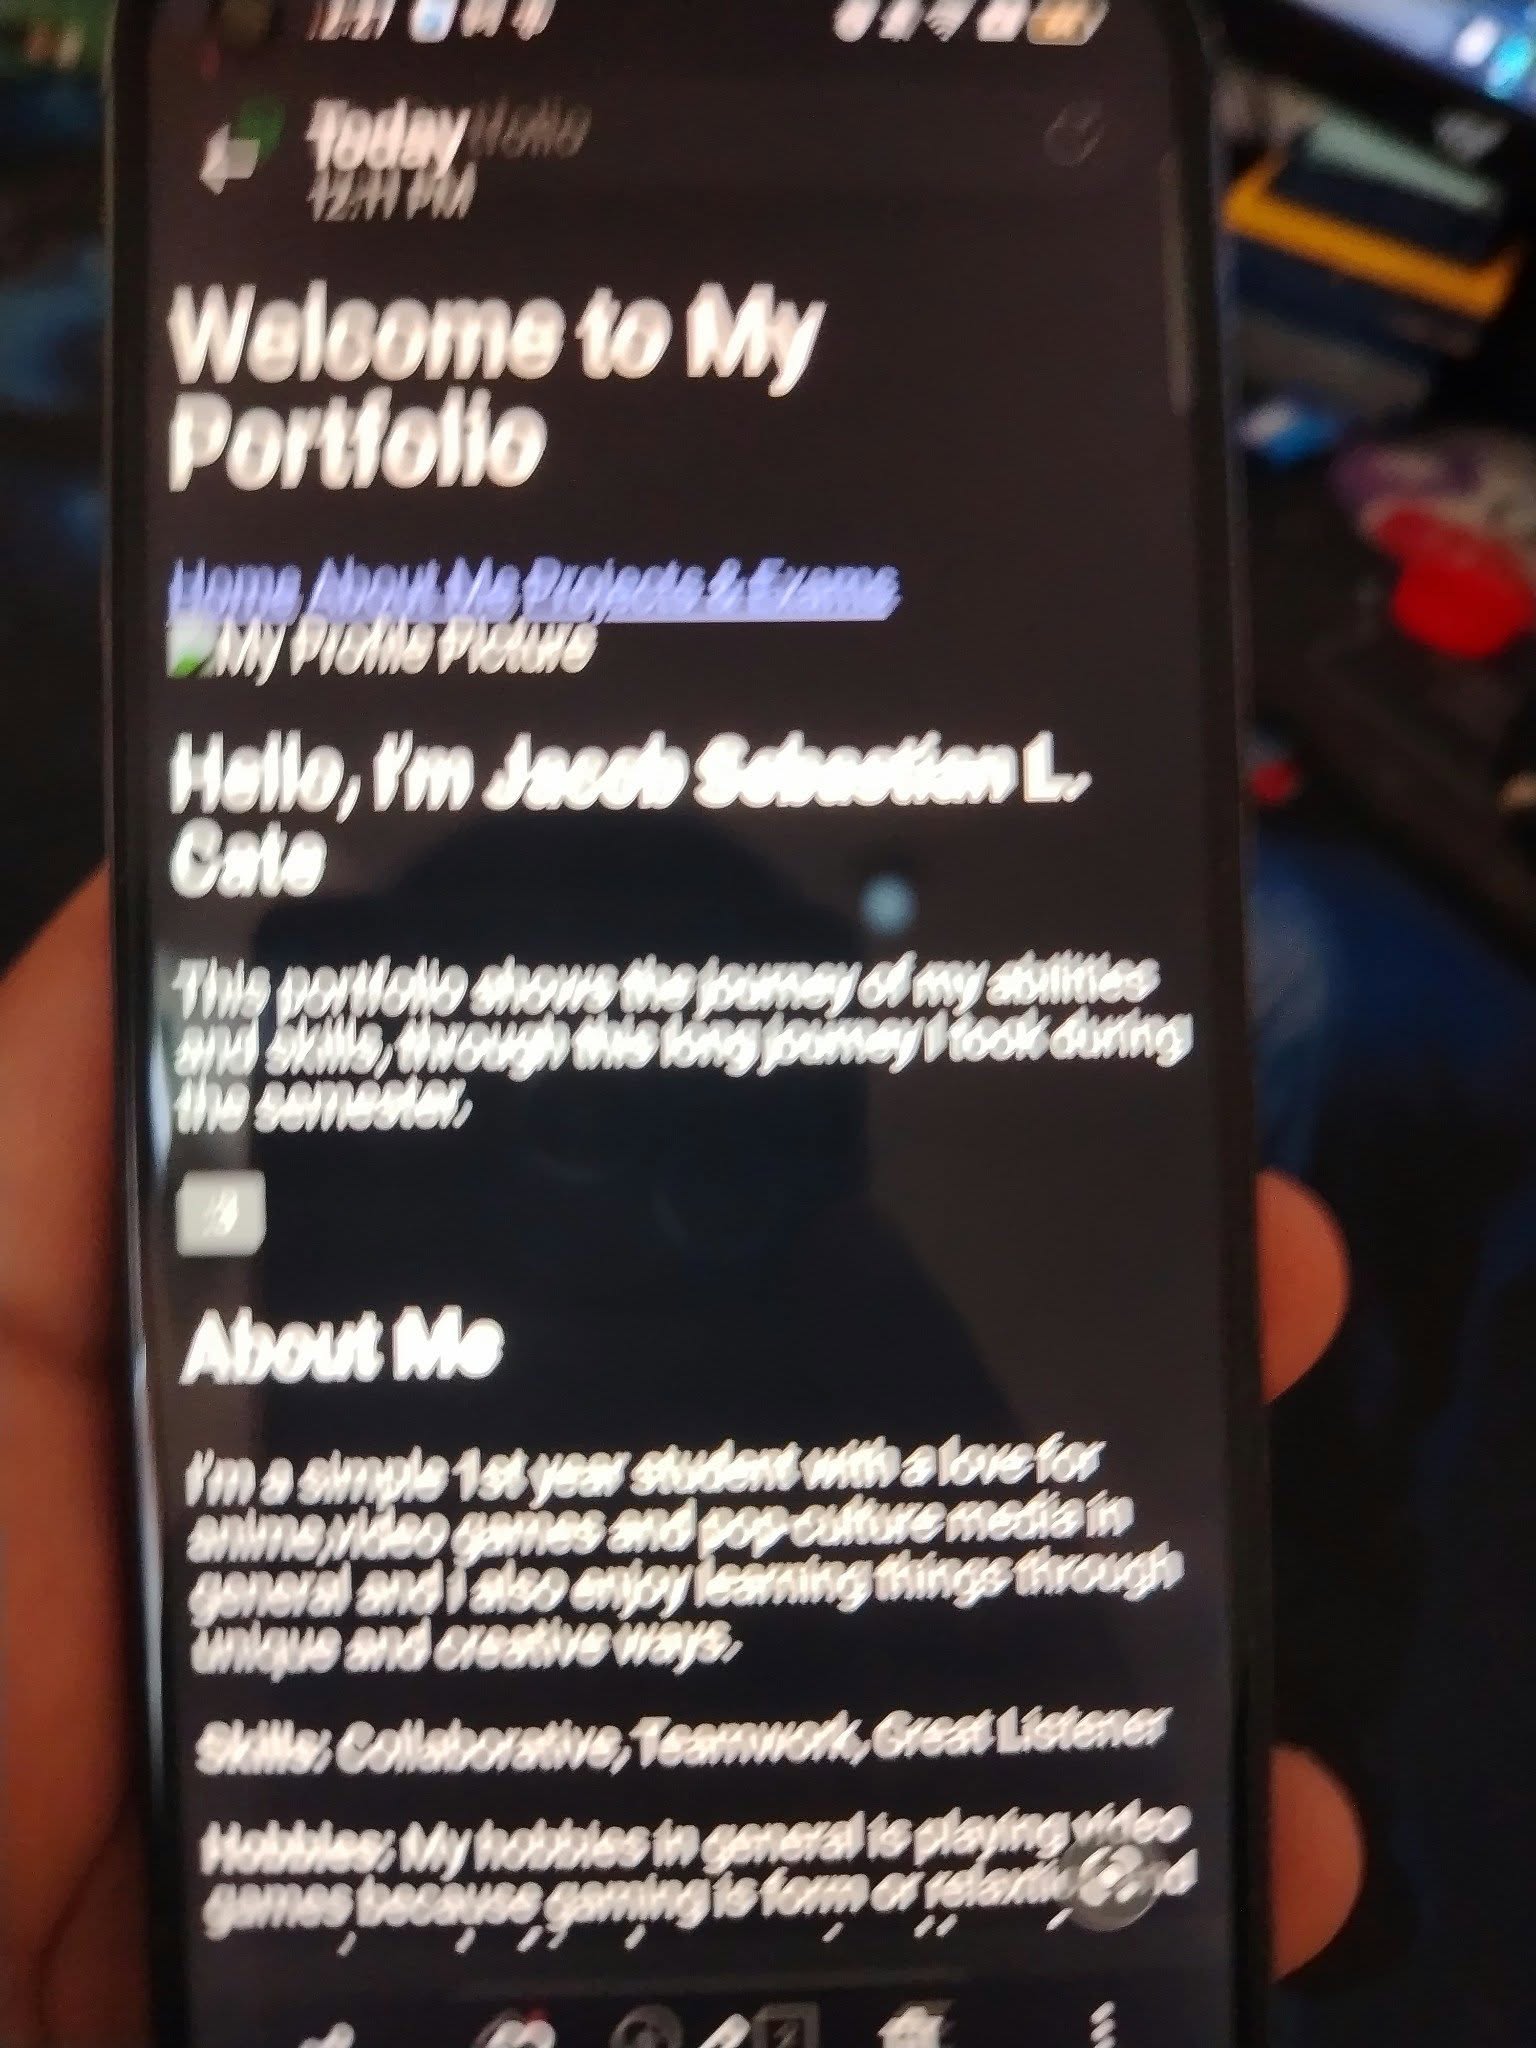 Today
12:11 PM
Welcome to My
Portfolio
Home About Me Projects & Exams
My Profile Picture
Hello, I'm Jacob Sebastian L.
Cate
This portfolio shows the journey of my abilities
and skills, through this long journey I took during
the semester.
About Me
I'm a simple 1st year student with a love for
anime,video games and pop-culture media in
general and I also enjoy learning things through
unique and creative ways.
Skills: Collaborative, Teamwork, Great Listener
Hobbies: My hobbies in general is playing video
games because gaming is form or